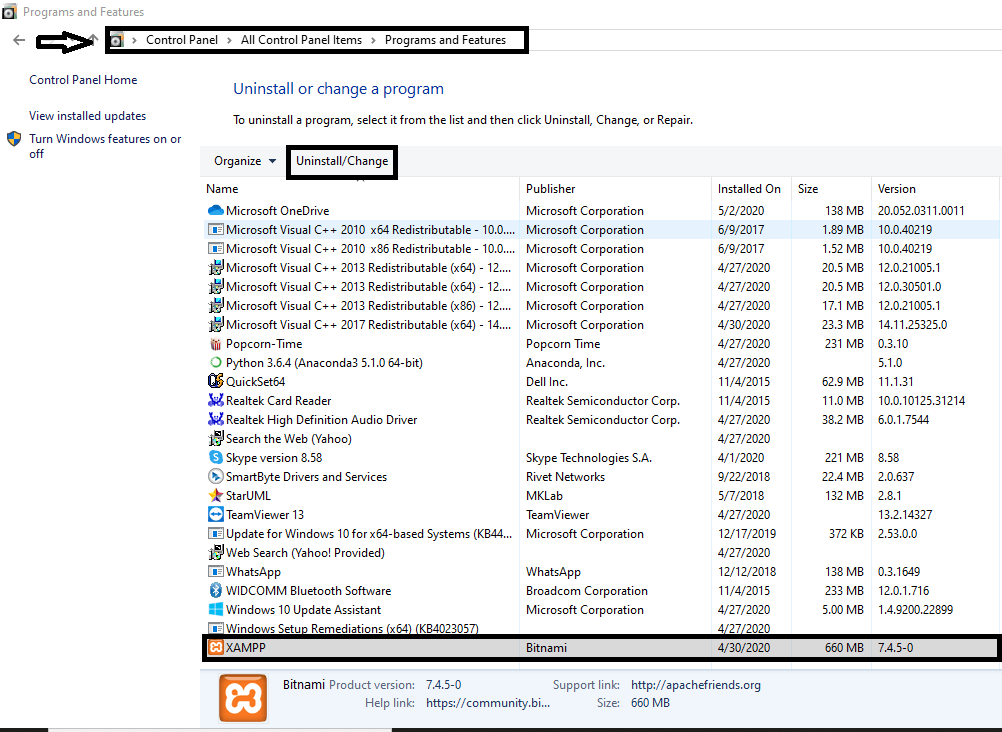 Programs and Features
Control Panel > All Control Panel Items > Programs and Features
Control Panel Home
View installed updates
Turn Windows features on or
off
Uninstall or change a program
To uninstall a program, select it from the list and then click Uninstall, Change, or Repair.
Organize Uninstall/Change
Name Publisher Installed On Size Version
Microsoft OneDrive Microsoft Corporation 5/2/2020 138 MB 20.052.0311.0011
Microsoft Visual C++ 2010 x64 Redistributable - 10.0.... Microsoft Corporation 6/9/2017 1.89 MB 10.0.40219
Microsoft Visual C++ 2010 x86 Redistributable - 10.0.... Microsoft Corporation 6/9/2017 1.52 MB 10.0.40219
Microsoft Visual C++ 2013 Redistributable (x64) - 12.... Microsoft Corporation 4/27/2020 20.5 MB 12.0.21005.1
Microsoft Visual C++ 2013 Redistributable (x64) - 12.... Microsoft Corporation 4/27/2020 20.5 MB 12.0.30501.0
Microsoft Visual C++ 2013 Redistributable (x86) - 12.... Microsoft Corporation 4/27/2020 17.1 MB 12.0.21005.1
Microsoft Visual C++ 2017 Redistributable (x64) - 14.... Microsoft Corporation 4/30/2020 23.3 MB 14.11.25325.0
Popcorn-Time Popcorn Time 4/27/2020 231 MB 0.3.10
Python 3.6.4 (Anaconda3 5.1.0 64-bit) Anaconda, Inc. 4/27/2020 5.1.0
QuickSet64 Dell Inc. 11/4/2015 62.9 MB 11.1.31
Realtek Card Reader Realtek Semiconductor Corp. 11/4/2015 11.0 MB 10.0.10125.31214
Realtek High Definition Audio Driver Realtek Semiconductor Corp. 4/27/2020 38.2 MB 6.0.1.7544
Search the Web (Yahoo) 4/27/2020
Skype version 8.58 Skype Technologies S.A. 4/1/2020 221 MB 8.58
SmartByte Drivers and Services Rivet Networks 9/22/2018 22.4 MB 2.0.637
StarUML MKLab 5/7/2018 132 MB 2.8.1
TeamViewer 13 TeamViewer 4/27/2020 13.2.14327
Update for Windows 10 for x64-based Systems (KB44... Microsoft Corporation 12/17/2019 372 KB 2.53.0.0
Web Search (Yahoo! Provided) 4/27/2020
WhatsApp WhatsApp 12/12/2018 138 MB 0.3.1649
WIDCOMM Bluetooth Software Broadcom Corporation 11/4/2015 233 MB 12.0.1.716
Windows 10 Update Assistant Microsoft Corporation 4/27/2020 5.00 MB 1.4.9200.22899
Windows Setup Remediations (x64) (KB4023057) 4/27/2020
XAMPP Bitnami 4/30/2020 660 MB 7.4.5-0
Bitnami Product version: 7.4.5-0 Support link: http://apachefriends.org
Help link: https://community.bi... Size: 660 MB